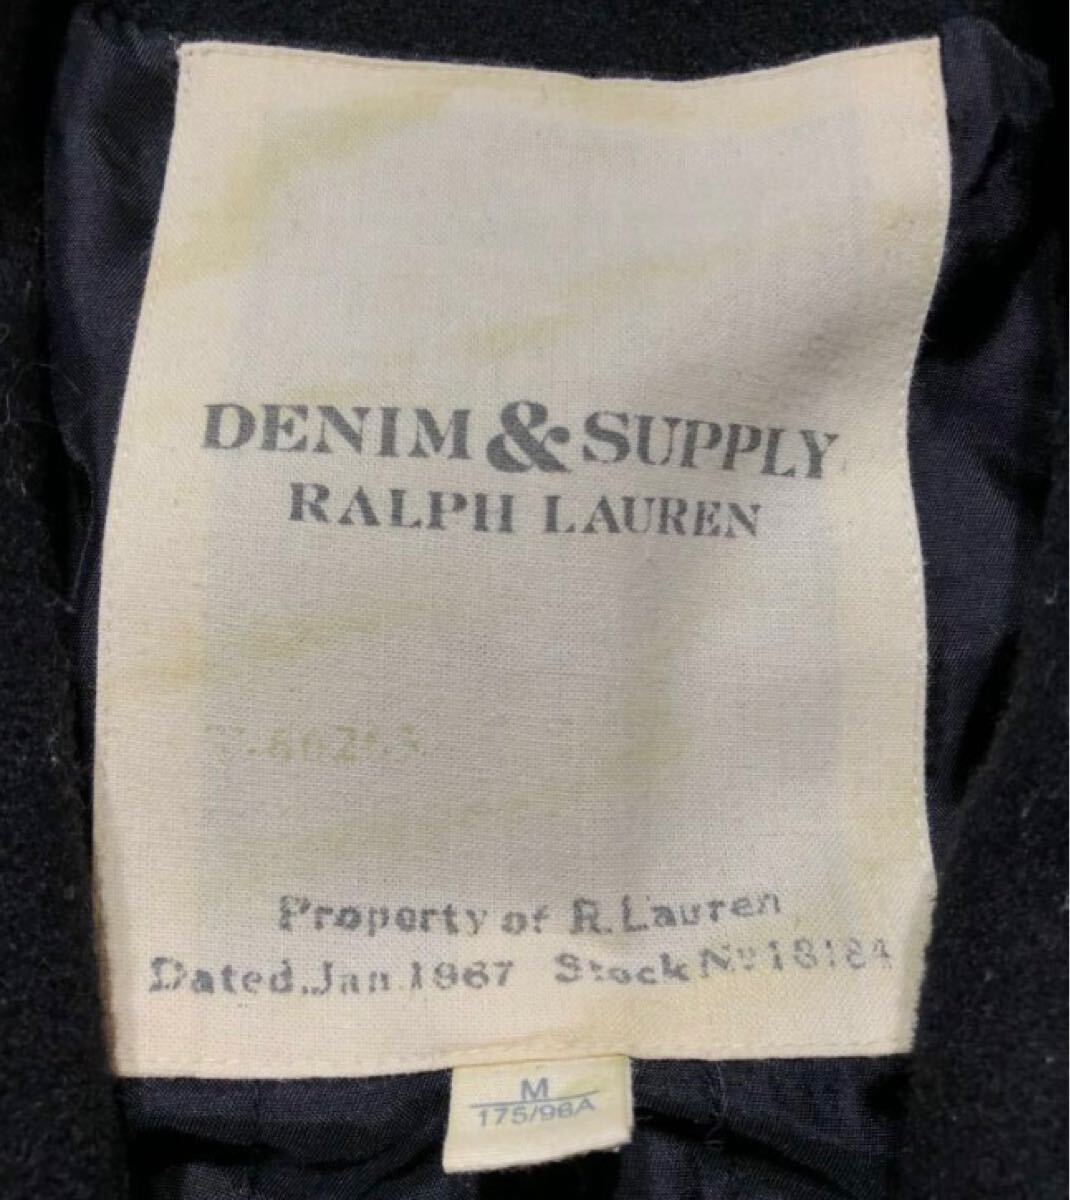 DENIM & SUPPLY
RALPH LAUREN
Property of R. Lauren
Dated. Jan 1967 Stock No 18184
M
175/96A